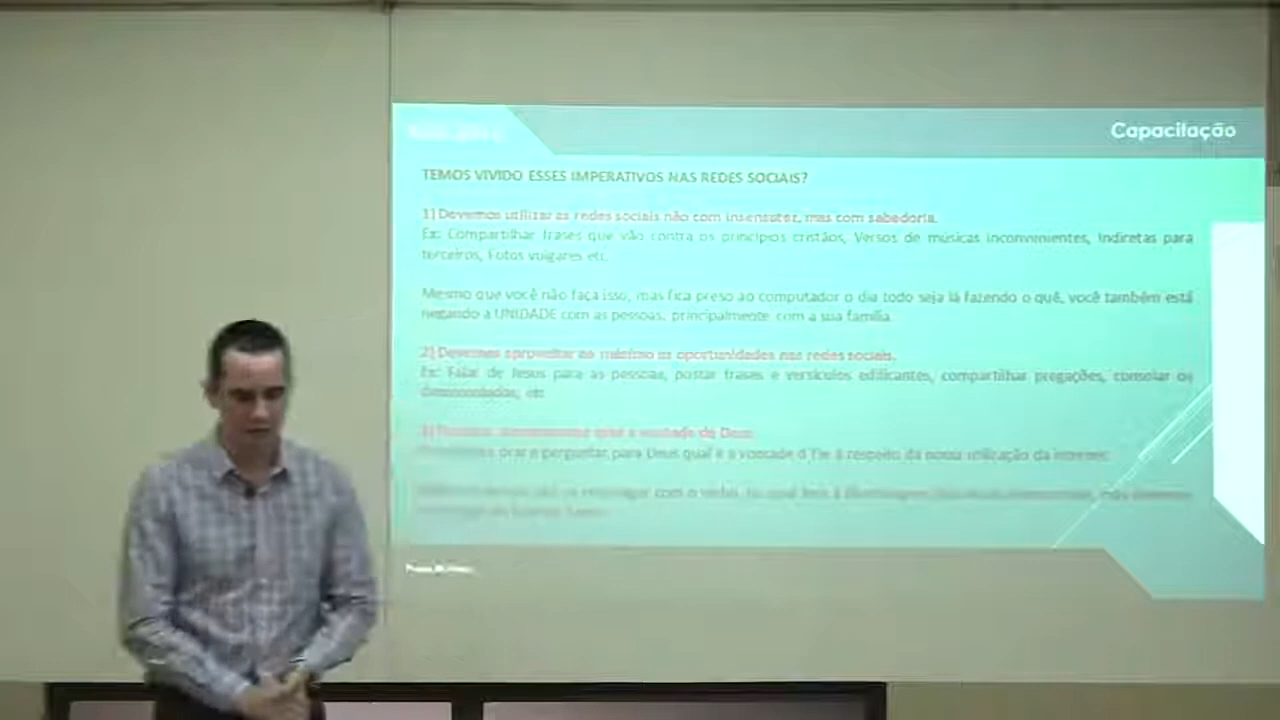 Capacitação
TEMOS VIVIDO ESSES IMPERATIVOS NAS REDES SOCIAIS?
1) Devemos utilizar as redes sociais não com insensatez, mas com sabedoria.
Ex: Compartilhar frases que vão contra os princípios cristãos, Versos de músicas inconvenientes, Indiretas para
terceiros, Fotos vulgares etc.
Mesmo que você não faça isso, mas fica preso ao computador o dia todo seja lá fazendo o quê, você também está
negando a UNIDADE com as pessoas, principalmente com a sua família.
2) Devemos aproveitar ao máximo as oportunidades nas redes sociais.
Ex: Falar de Jesus para as pessoas, postar frases e versículos edificantes, compartilhar pregações, consolar os
etc
a vontade de Deus
orar e perguntar para Deus qual é a vontade d'Ele à respeito da nossa utilização da internet.